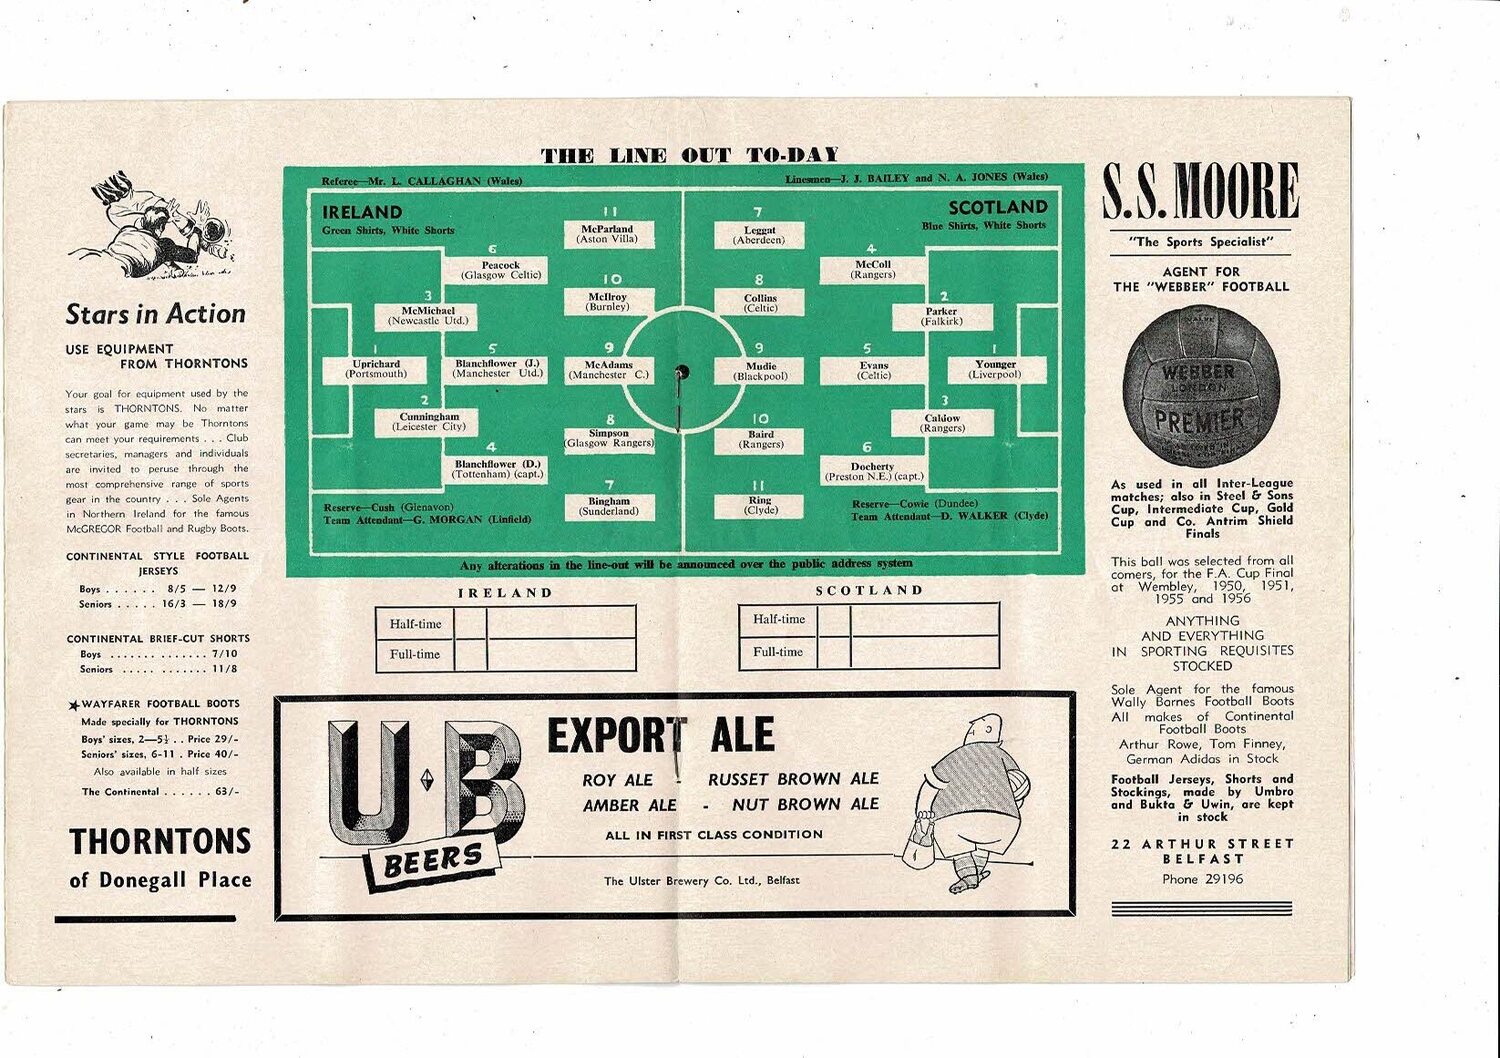 THE LINE OUT TO-DAY
Referee—Mr. L. CALLAGHAN (Wales)
Linesmen—J. J. BAILEY and N. A. JONES (Wales)
IRELAND
Green Shirts, White Shorts
SCOTLAND
Blue Shirts, White Shorts
11
McParland
(Aston Villa)
6
Peacock
(Glasgow Celtic)
10
McIlroy
(Burnley)
3
McMichael
(Newcastle Utd.)
1
Uprichard
(Portsmouth)
5
Blanchflower (J.)
(Manchester Utd.)
9
McAdams
(Manchester C.)
2
Cunningham
(Leicester City)
8
Simpson
(Glasgow Rangers)
4
Blanchflower (D.)
(Tottenham) (capt.)
7
Bingham
(Sunderland)
Reserve—Cush (Glenavon)
Team Attendant—G. MORGAN (Linfield)
7
Leggat
(Aberdeen)
4
McColl
(Rangers)
8
Collins
(Celtic)
2
Parker
(Falkirk)
9
Mudie
(Blackpool)
5
Evans
(Celtic)
1
Younger
(Liverpool)
3
Caldow
(Rangers)
10
Baird
(Rangers)
6
Docherty
(Preston N.E.) (capt.)
11
Ring
(Clyde)
Reserve—Cowie (Dundee)
Team Attendant—D. WALKER (Clyde)
Any alterations in the line-out will be announced over the public address system
IRELAND
Half-time
Full-time
SCOTLAND
Half-time
Full-time
Stars in Action
USE EQUIPMENT
FROM THORNTONS
Your goal for equipment used by the
stars is THORNTONS. No matter
what your game may be Thorntons
can meet your requirements . . . Club
secretaries, managers and individuals
are invited to peruse through the
most comprehensive range of sports
gear in the country . . . Sole Agents
in Northern Ireland for the famous
McGREGOR Football and Rugby Boots.
CONTINENTAL STYLE FOOTBALL
JERSEYS
Boys . . . . . . 8/5 — 12/9
Seniors . . . . . 16/3 — 18/9
CONTINENTAL BRIEF-CUT SHORTS
Boys . . . . . . . . . . . . . 7/10
Seniors . . . . . . . . . . . 11/8
★WAYFARER FOOTBALL BOOTS
Made specially for THORNTONS
Boys' sizes, 2—5½ . . Price 29/-
Seniors' sizes, 6-11 . Price 40/-
Also available in half sizes
The Continental . . . . . . 63/-
THORNTONS
of Donegall Place
U·B
BEERS
EXPORT ALE
ROY ALE - RUSSET BROWN ALE
AMBER ALE - NUT BROWN ALE
ALL IN FIRST CLASS CONDITION
The Ulster Brewery Co. Ltd., Belfast
S.S. MOORE
"The Sports Specialist"
AGENT FOR
THE "WEBBER" FOOTBALL
WEBBER
LONDON
PREMIER
As used in all Inter-League
matches; also in Steel & Sons
Cup, Intermediate Cup, Gold
Cup and Co. Antrim Shield
Finals
This ball was selected from all
comers, for the F.A. Cup Final
at Wembley, 1950, 1951,
1955 and 1956
ANYTHING
AND EVERYTHING
IN SPORTING REQUISITES
STOCKED
Sole Agent for the famous
Wally Barnes Football Boots
All makes of Continental
Football Boots
Arthur Rowe, Tom Finney,
German Adidas in Stock
Football Jerseys, Shorts and
Stockings, made by Umbro
and Bukta & Uwin, are kept
in stock
22 ARTHUR STREET
BELFAST
Phone 29196